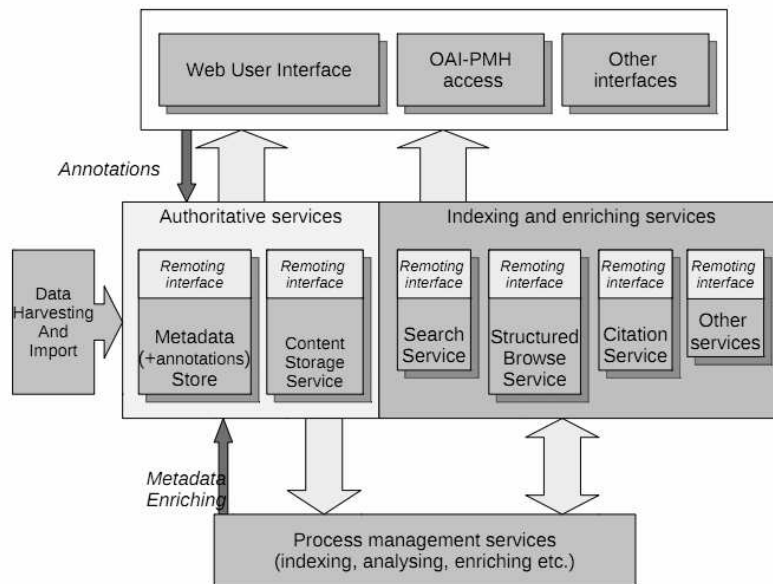 Web User Interface
OAI-PMH
access
Other
interfaces
Annotations
Authoritative services
Indexing and enriching services
Data
Harvesting
And
Import
Remoting
interface
Metadata
(+annotations)
Store
Remoting
interface
Content
Storage
Service
Remoting
interface
Search
Service
Remoting
interface
Structured
Browse
Service
Remoting
interface
Citation
Service
Remoting
interface
Other
services
Metadata
Enriching
Process management services
(indexing, analysing, enriching etc.)